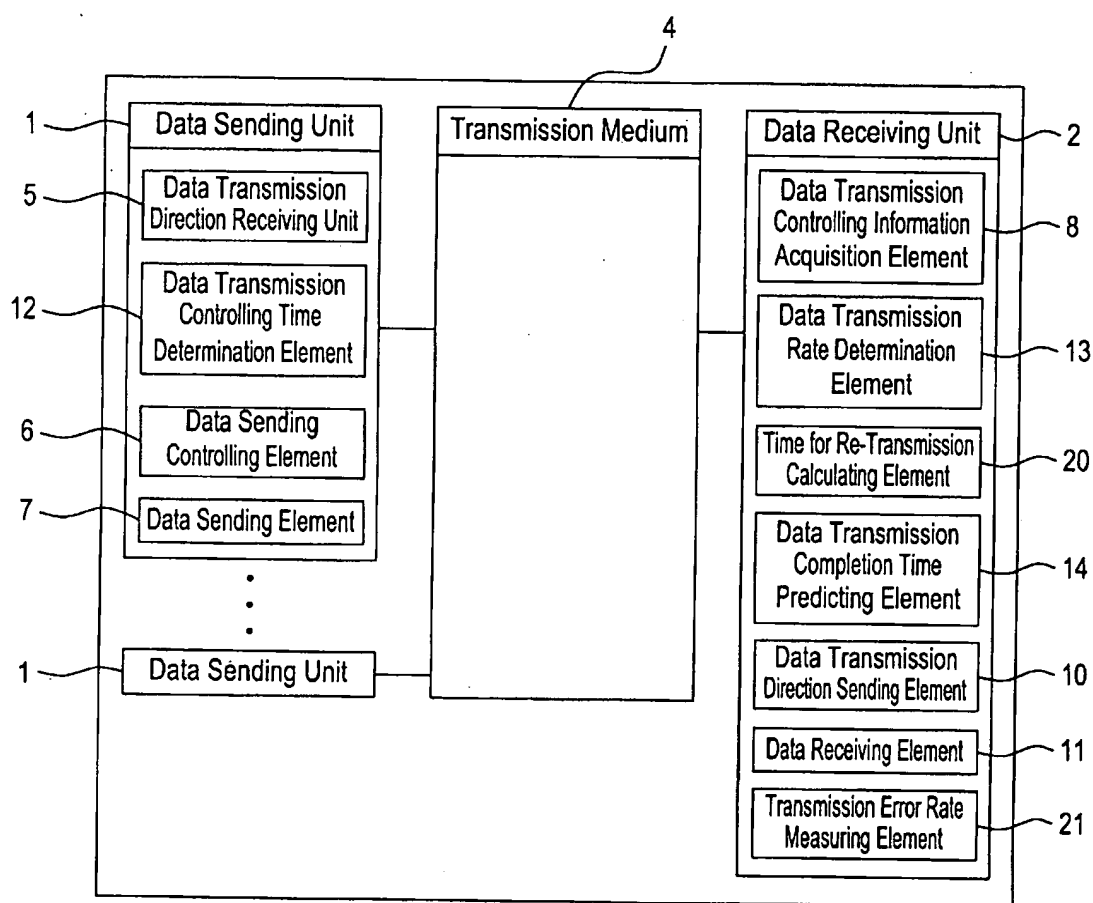 4
1
Data Sending Unit
5
Data Transmission
Direction Receiving Unit
12
Data Transmission
Controlling Time
Determination Element
6
Data Sending
Controlling Element
7
Data Sending Element
1
Data Sending Unit
Transmission Medium
Data Receiving Unit
2
Data Transmission
Controlling Information
Acquisition Element
8
Data Transmission
Rate Determination
Element
13
Time for Re-Transmission
Calculating Element
20
Data Transmission
Completion Time
Predicting Element
14
Data Transmission
Direction Sending Element
10
Data Receiving Element
11
Transmission Error Rate
Measuring Element
21